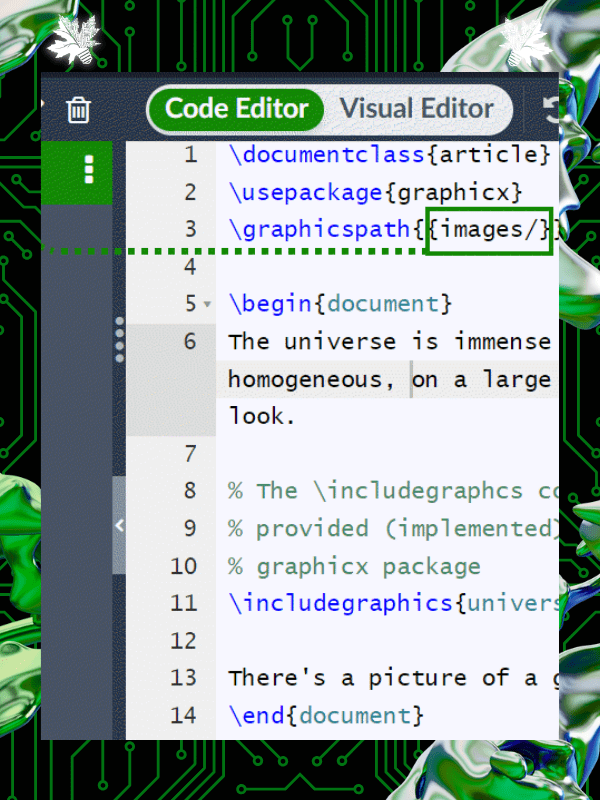 Code Editor Visual Editor
1 \documentclass{article}
2 \usepackage{graphicx}
3 \graphicspath{{images/}}
4
5 \begin{document}
6 The universe is immense
homogeneous, on a large
look.
7
8 % The \includegraphcs
9 % provided (implemented)
10 % graphicx package
11 \includegraphics{univers
12
13 There's a picture of a
14 \end{document}